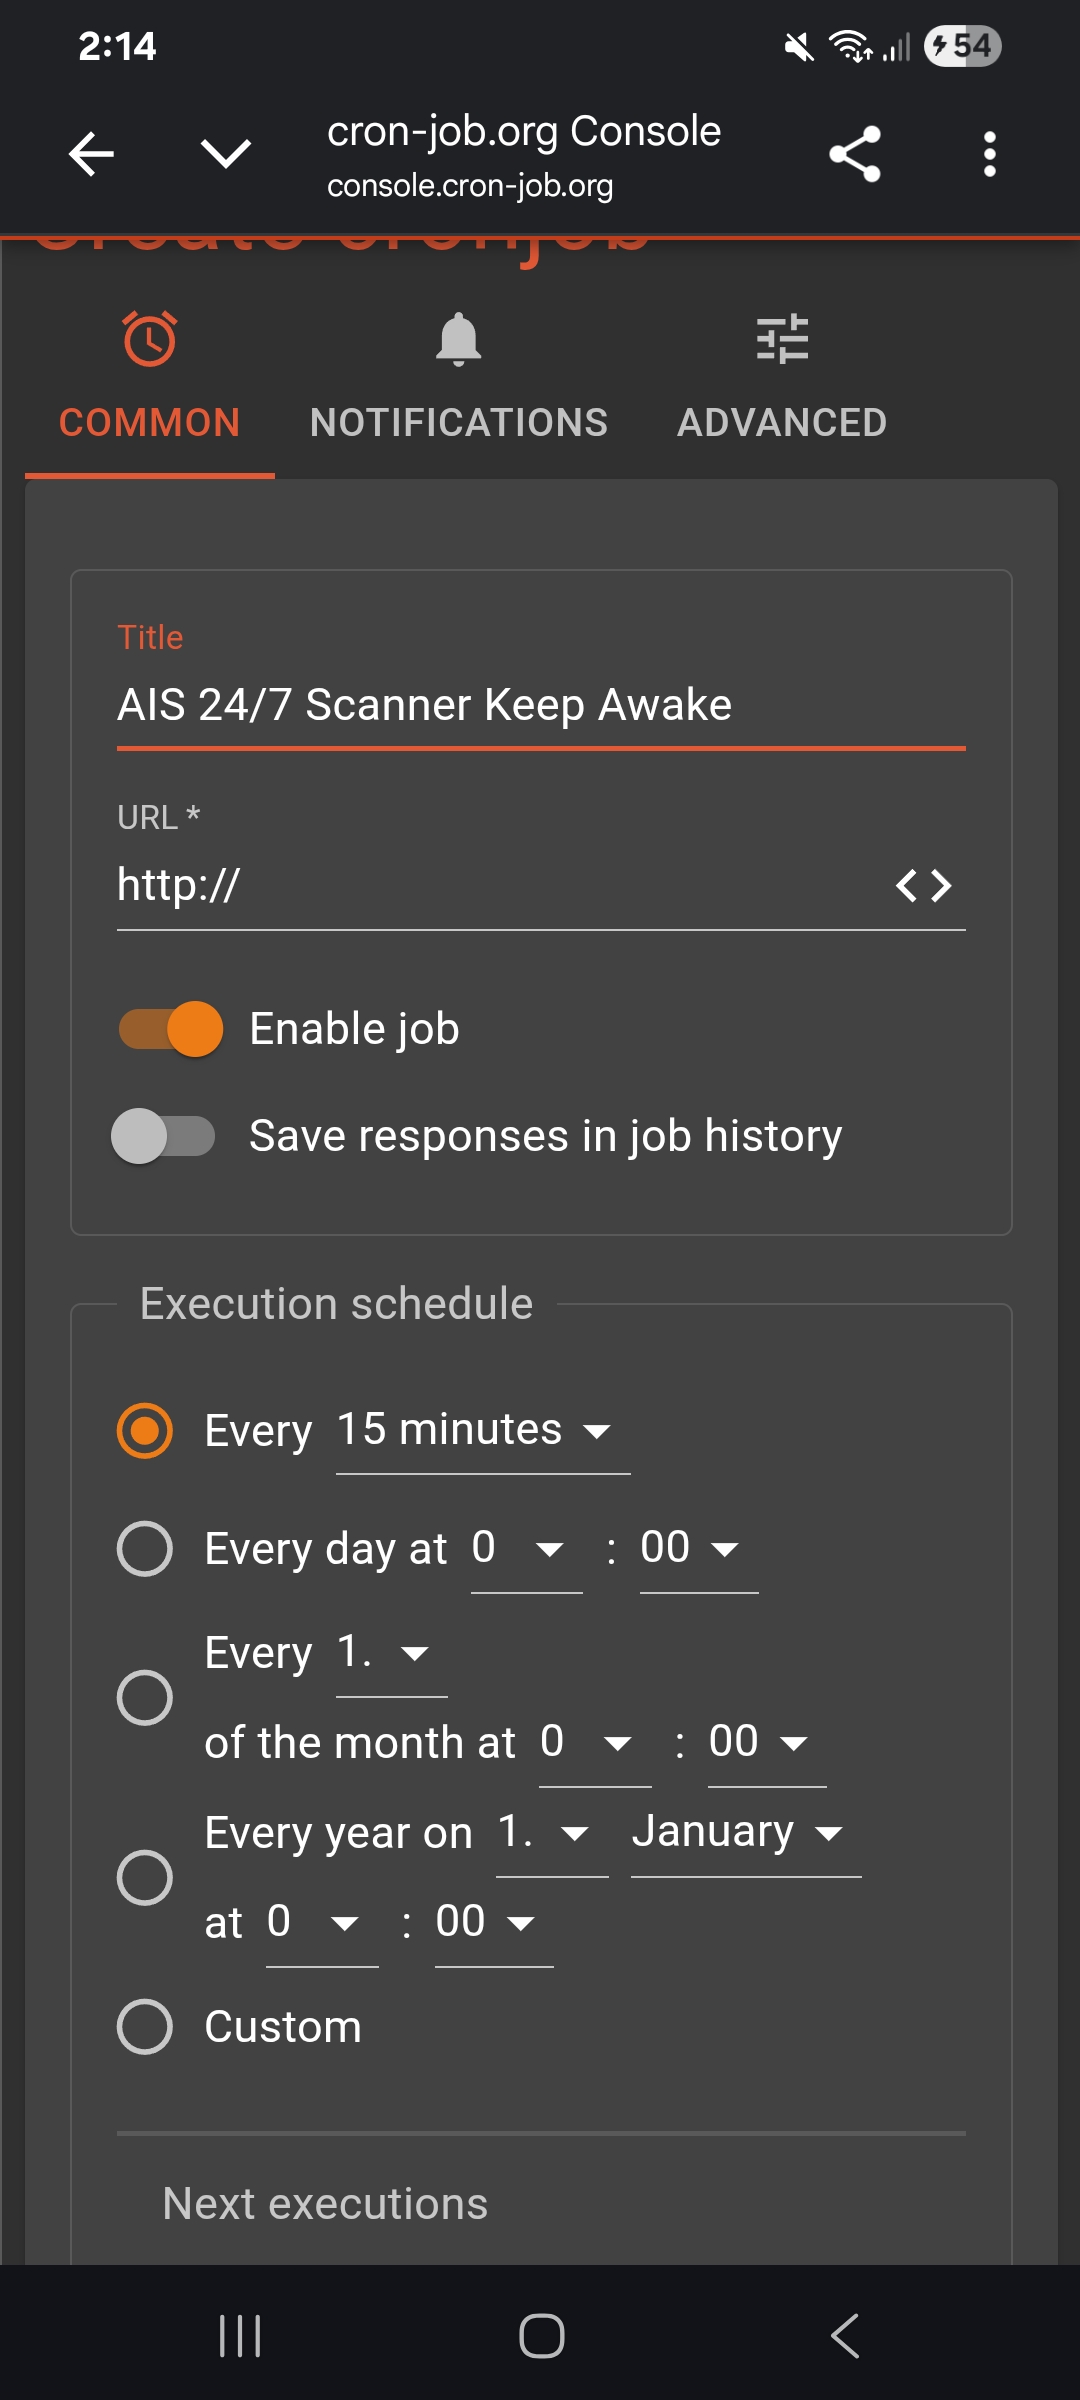 2:14
54
cron-job.org Console
console.cron-job.org
Create cronjob
COMMON NOTIFICATIONS ADVANCED
Title
AIS 24/7 Scanner Keep Awake
URL *
http://
Enable job
Save responses in job history
Execution schedule
Every 15 minutes
Every day at 0 : 00
Every 1.
of the month at 0 : 00
Every year on 1. January
at 0 : 00
Custom
Next executions